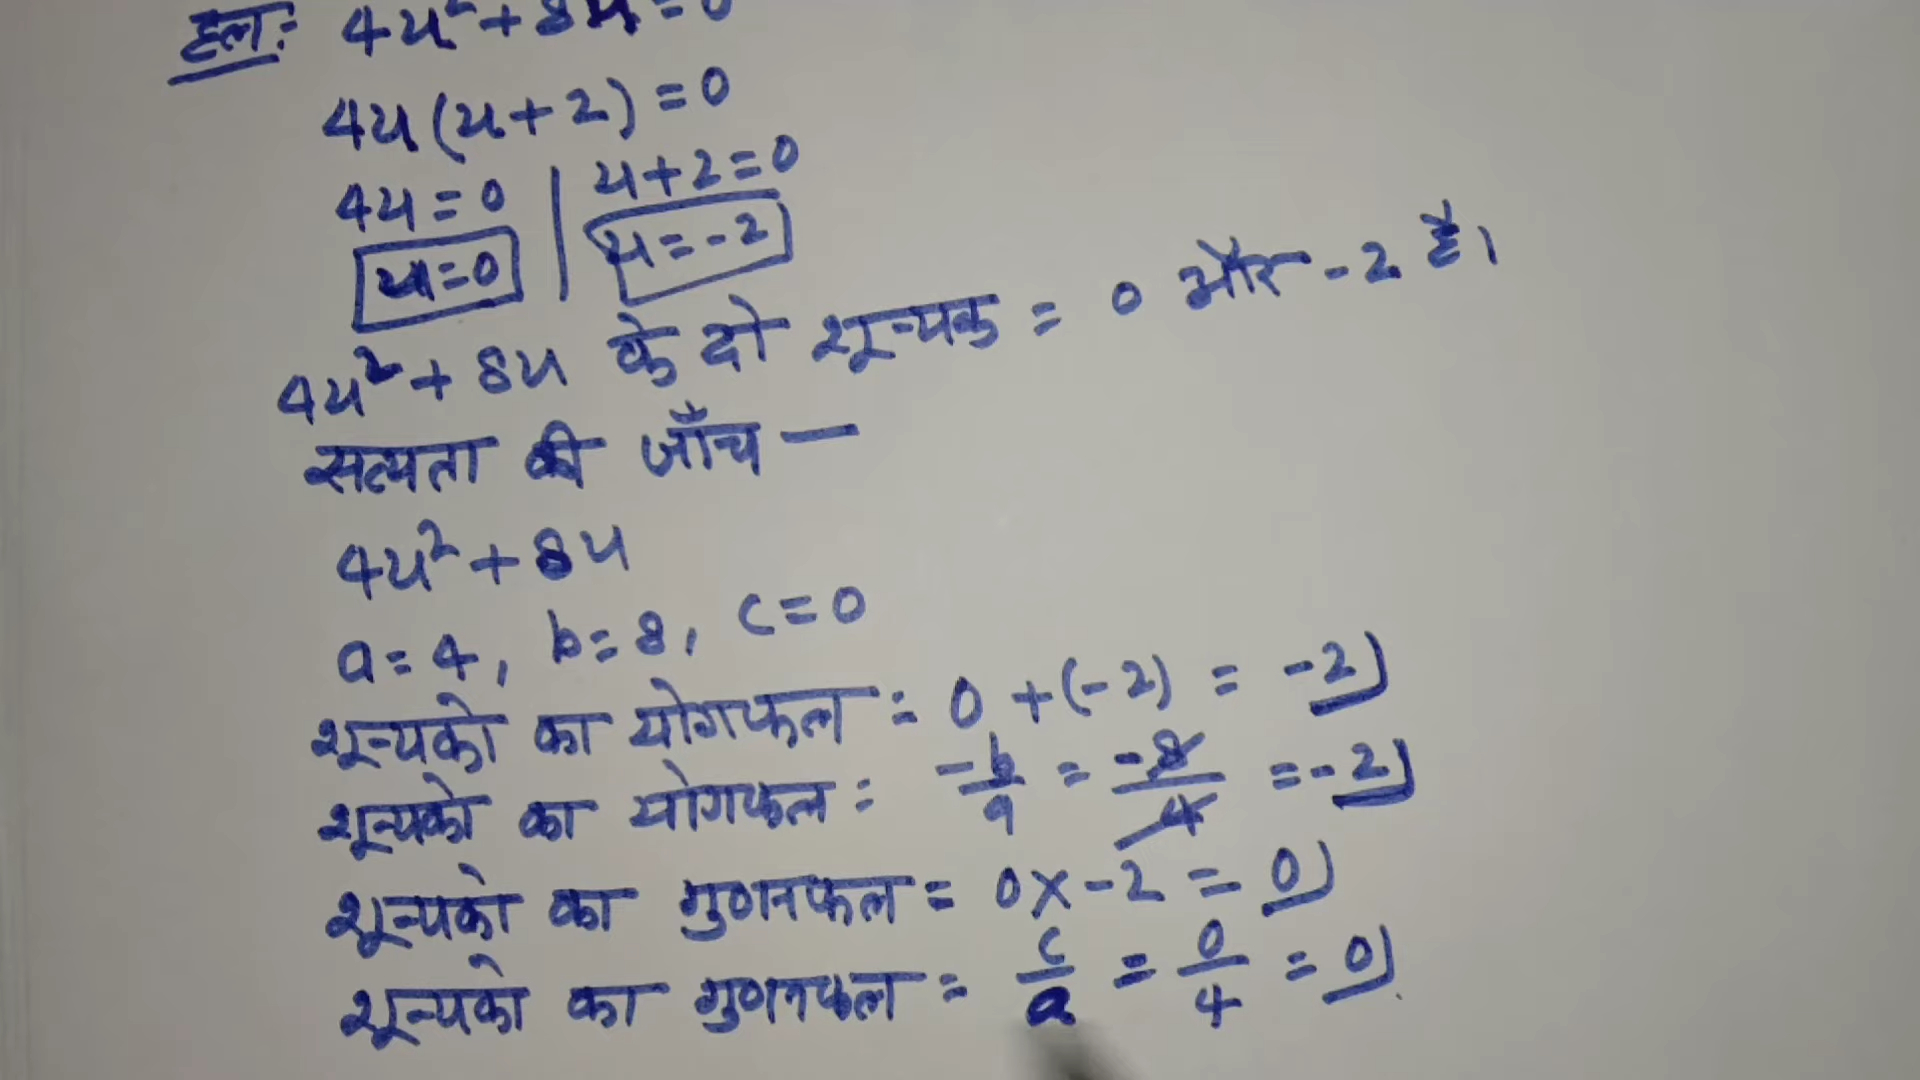 हल: 4u²+8u=0
4u(u+2)=0
4u=0 | u+2=0
u=0 | u=-2
4u²+8u के दो शून्यक = 0 और -2 है।
सत्यता की जाँच —
4u²+8u
a=4, b=8, c=0
शून्यको का योगफल = 0+(-2) = -2
शून्यको का योगफल = -b/a = -8/4 = -2
शून्यको का गुणनफल = 0x-2 = 0
शून्यको का गुणनफल = c/a = 0/4 = 0